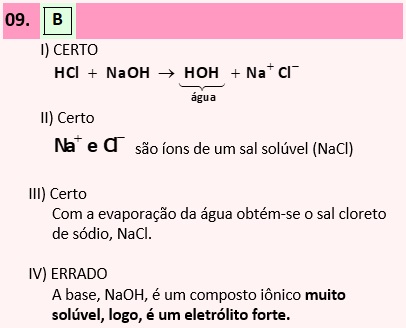 09. B
I) CERTO
HCl + NaOH → HOH + Na⁺ Cl⁻
água
II) Certo
Na⁺ e Cl⁻ são íons de um sal solúvel (NaCl)
III) Certo
Com a evaporação da água obtém-se o sal cloreto
de sódio, NaCl.
IV) ERRADO
A base, NaOH, é um composto iônico muito
solúvel, logo, é um eletrólito forte.